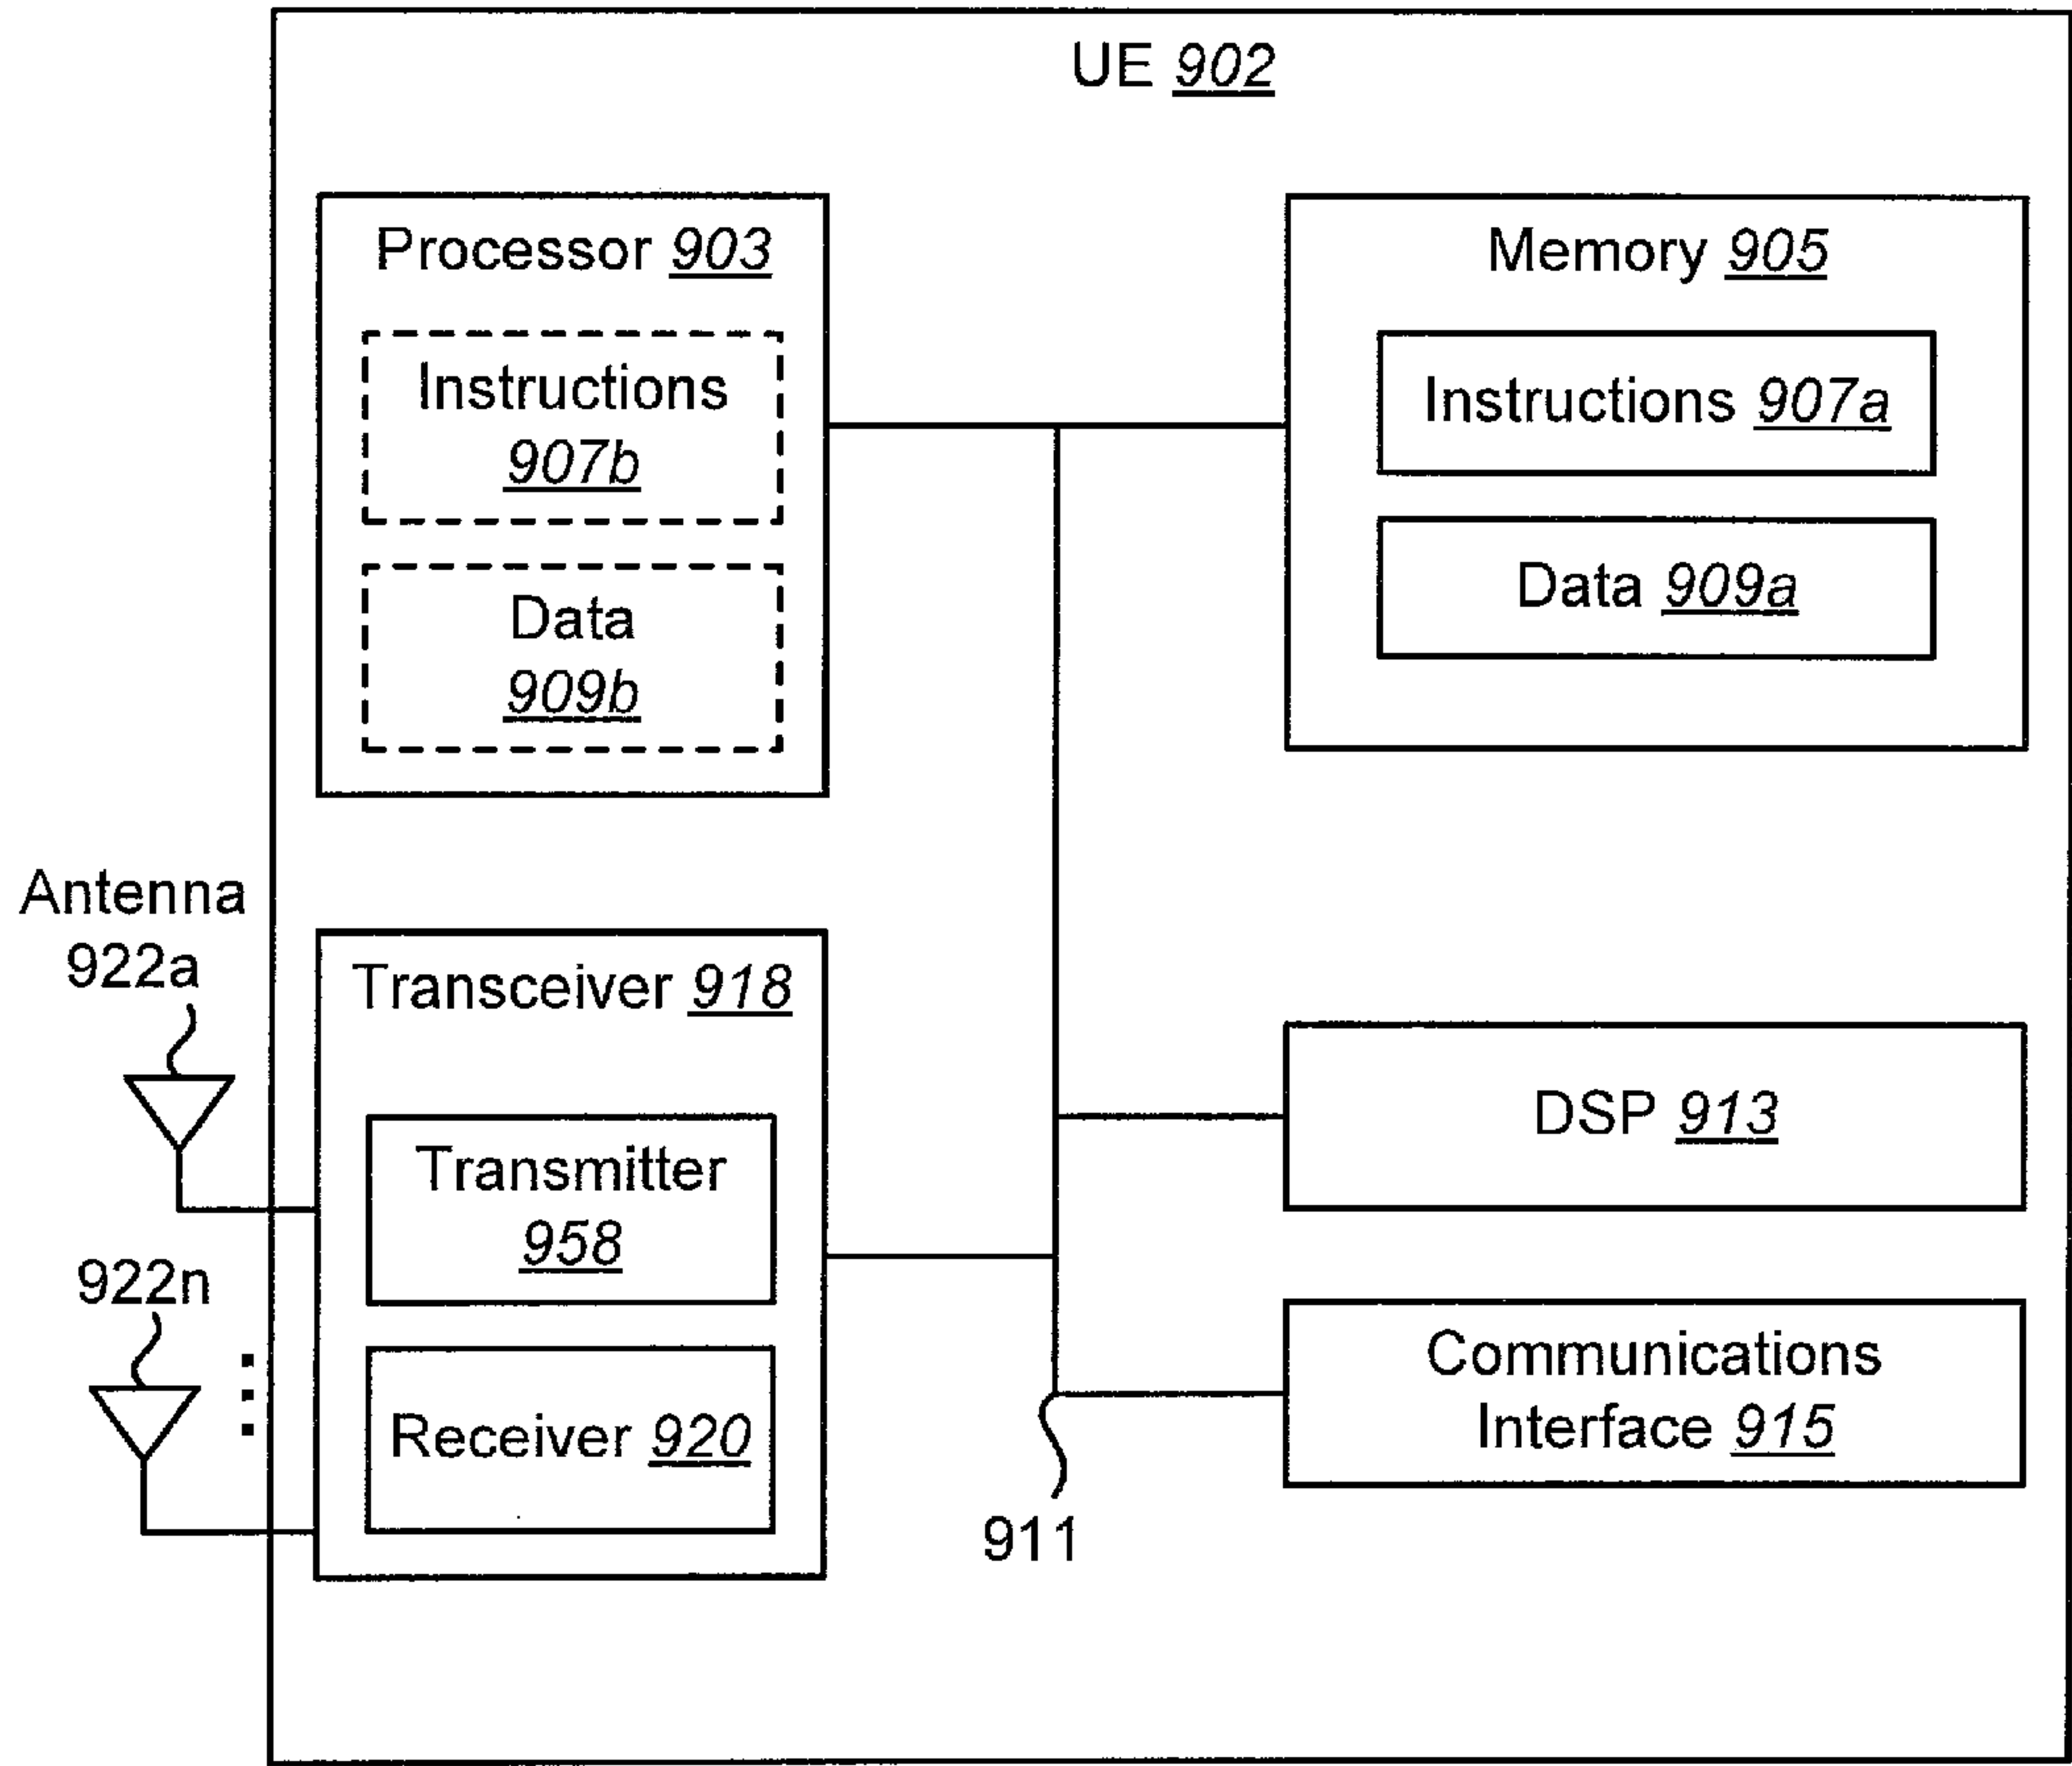 UE 902
Processor 903
Instructions
907b
Data
909b
Memory 905
Instructions 907a
Data 909a
Antenna
922a
922n
Transceiver 918
Transmitter
958
Receiver 920
DSP 913
Communications
Interface 915
911